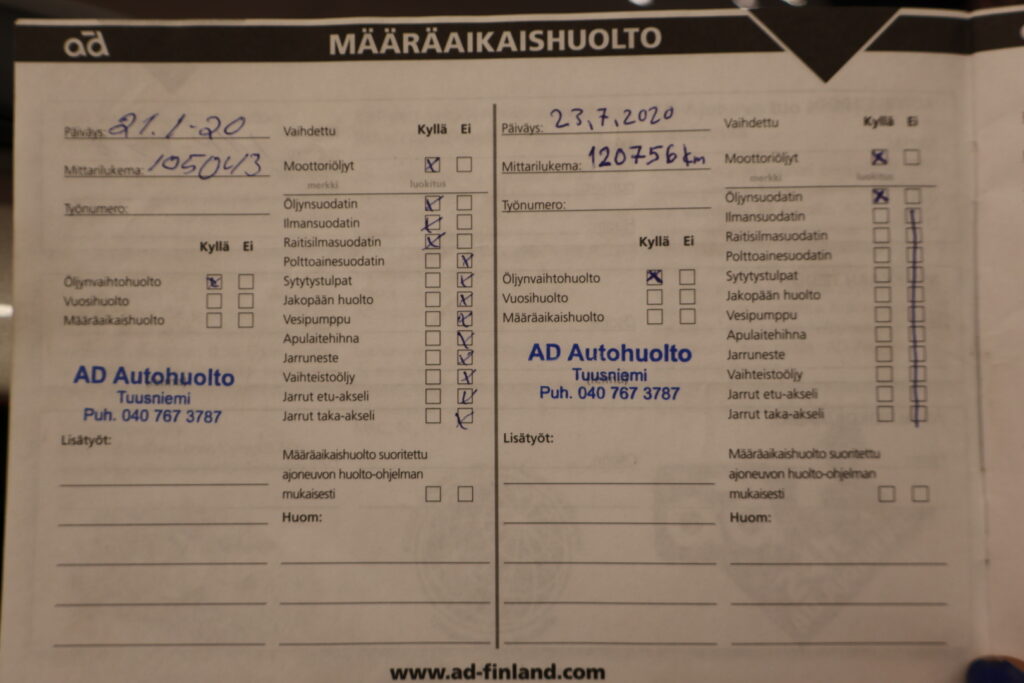 ad
MÄÄRÄAIKAISHUOLTO
Päiväys: 21.1-20
Mittarilukema: 105043
Työnumero:
Kyllä Ei
Öljynvaihtohuolto
Vuosihuolto
Määräaikaishuolto
AD Autohuolto
Tuusniemi
Puh. 040 767 3787
Lisätyöt:
Vaihdettu Kyllä Ei
Moottoriöljyt
merkki luokitus
Öljynsuodatin
Ilmansuodatin
Raitisilmasuodatin
Polttoainesuodatin
Sytytystulpat
Jakopään huolto
Vesipumppu
Apulaitehihna
Jarruneste
Vaihteistoöljy
Jarrut etu-akseli
Jarrut taka-akseli
Määräaikaishuolto suoritettu
ajoneuvon huolto-ohjelman
mukaisesti
Huom:
Päiväys: 23,7,2020
Mittarilukema: 120756 km
Työnumero:
Kyllä Ei
Öljynvaihtohuolto
Vuosihuolto
Määräaikaishuolto
AD Autohuolto
Tuusniemi
Puh. 040 767 3787
Lisätyöt:
Vaihdettu Kyllä Ei
Moottoriöljyt
merkki luokitus
Öljynsuodatin
Ilmansuodatin
Raitisilmasuodatin
Polttoainesuodatin
Sytytystulpat
Jakopään huolto
Vesipumppu
Apulaitehihna
Jarruneste
Vaihteistoöljy
Jarrut etu-akseli
Jarrut taka-akseli
Määräaikaishuolto suoritettu
ajoneuvon huolto-ohjelman
mukaisesti
Huom:
www.ad-finland.com